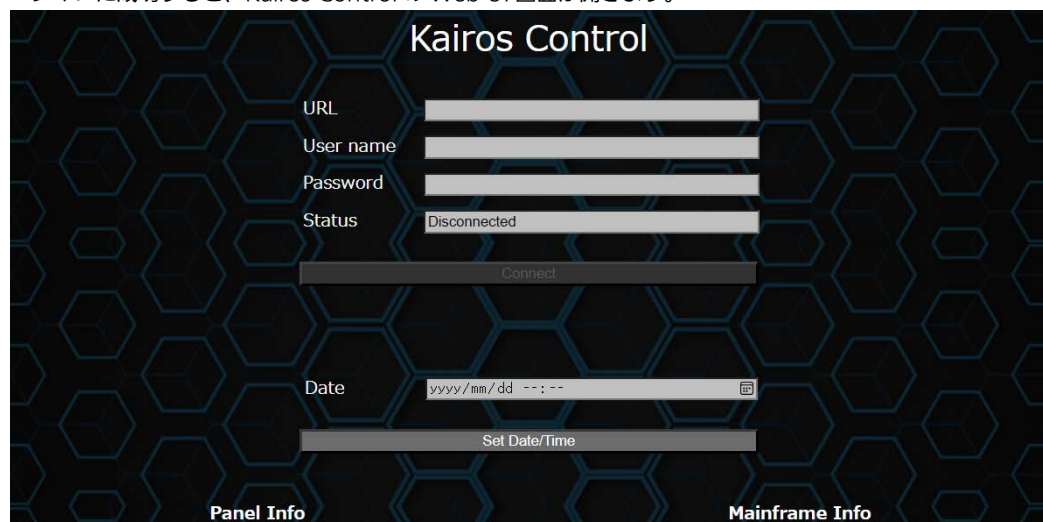 Kairos Control
URL
User name
Password
Status Disconnected
Connect
Date yyyy/mm/dd --:--
Set Date/Time
Panel Info Mainframe Info